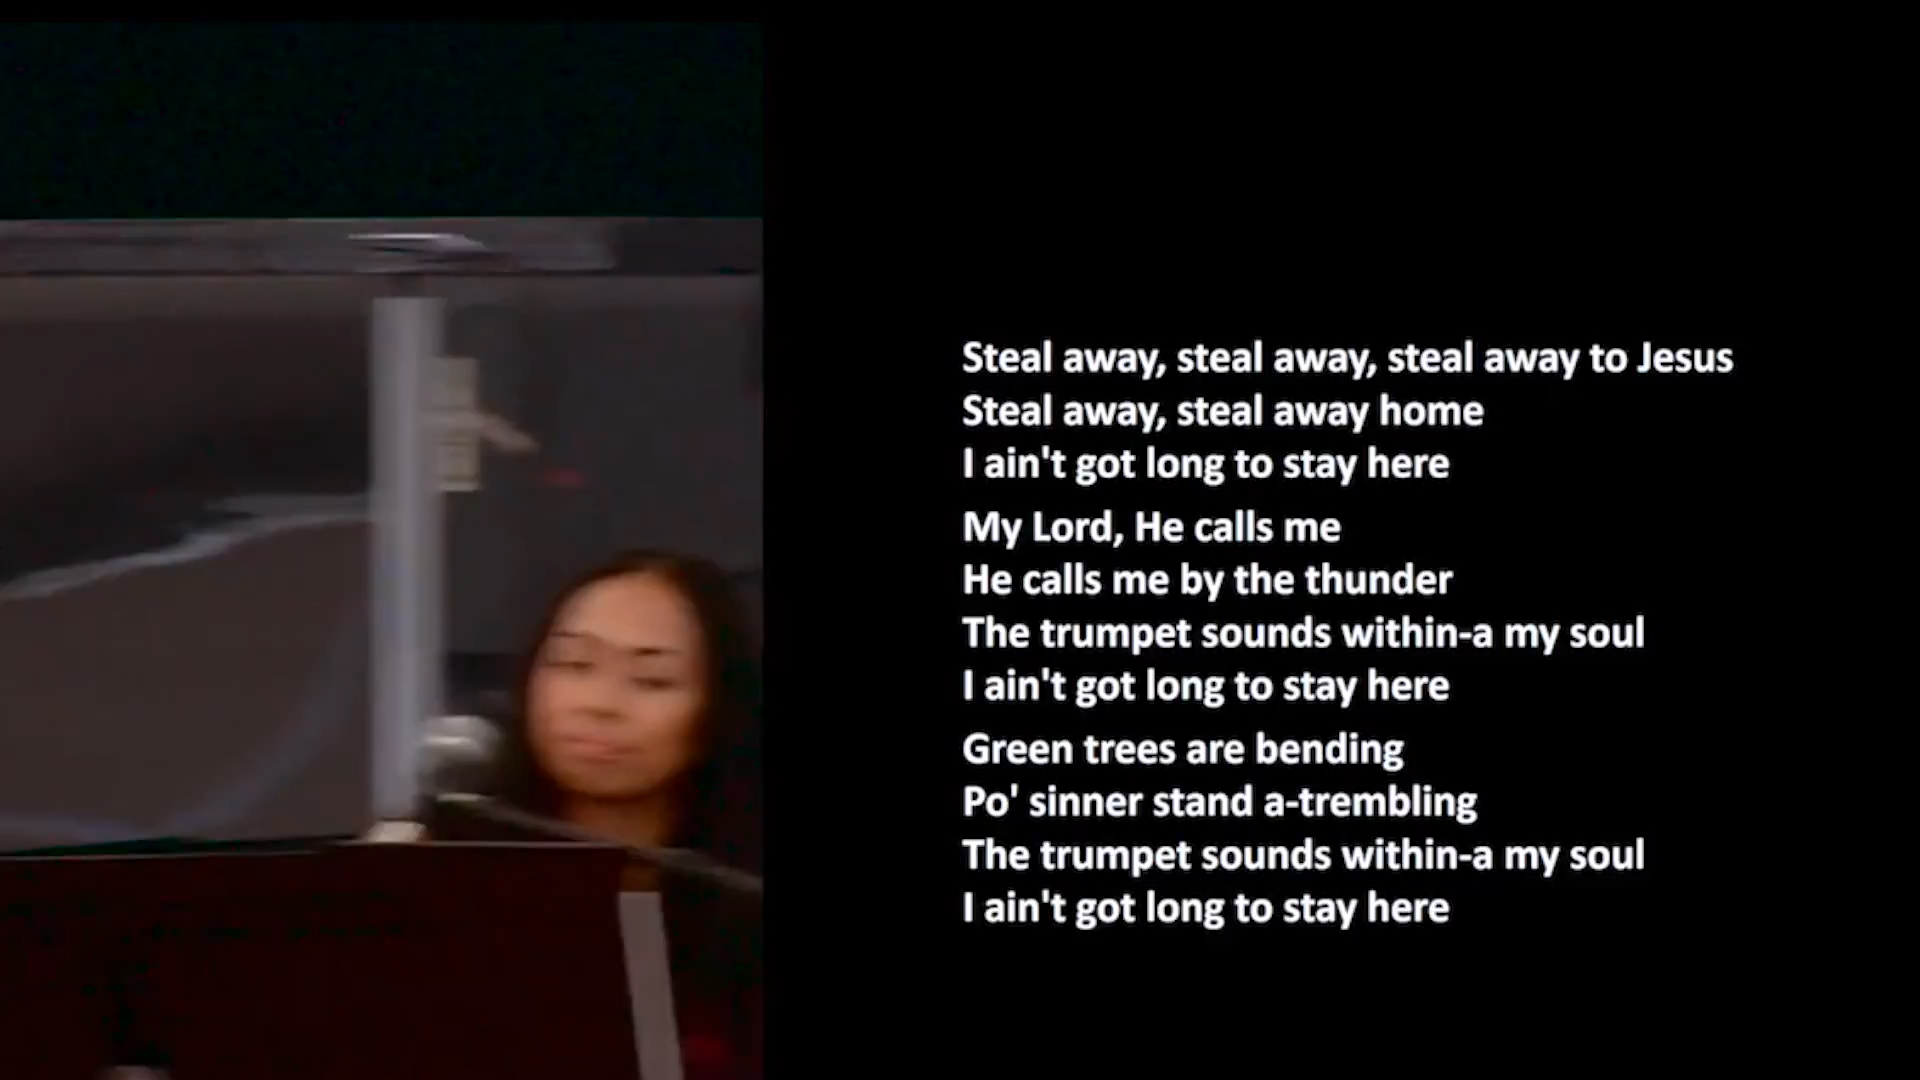 Steal away, steal away, steal away to Jesus
Steal away, steal away home
I ain't got long to stay here
My Lord, He calls me
He calls me by the thunder
The trumpet sounds within-a my soul
I ain't got long to stay here
Green trees are bending
Po' sinner stand a-trembling
The trumpet sounds within-a my soul
I ain't got long to stay here